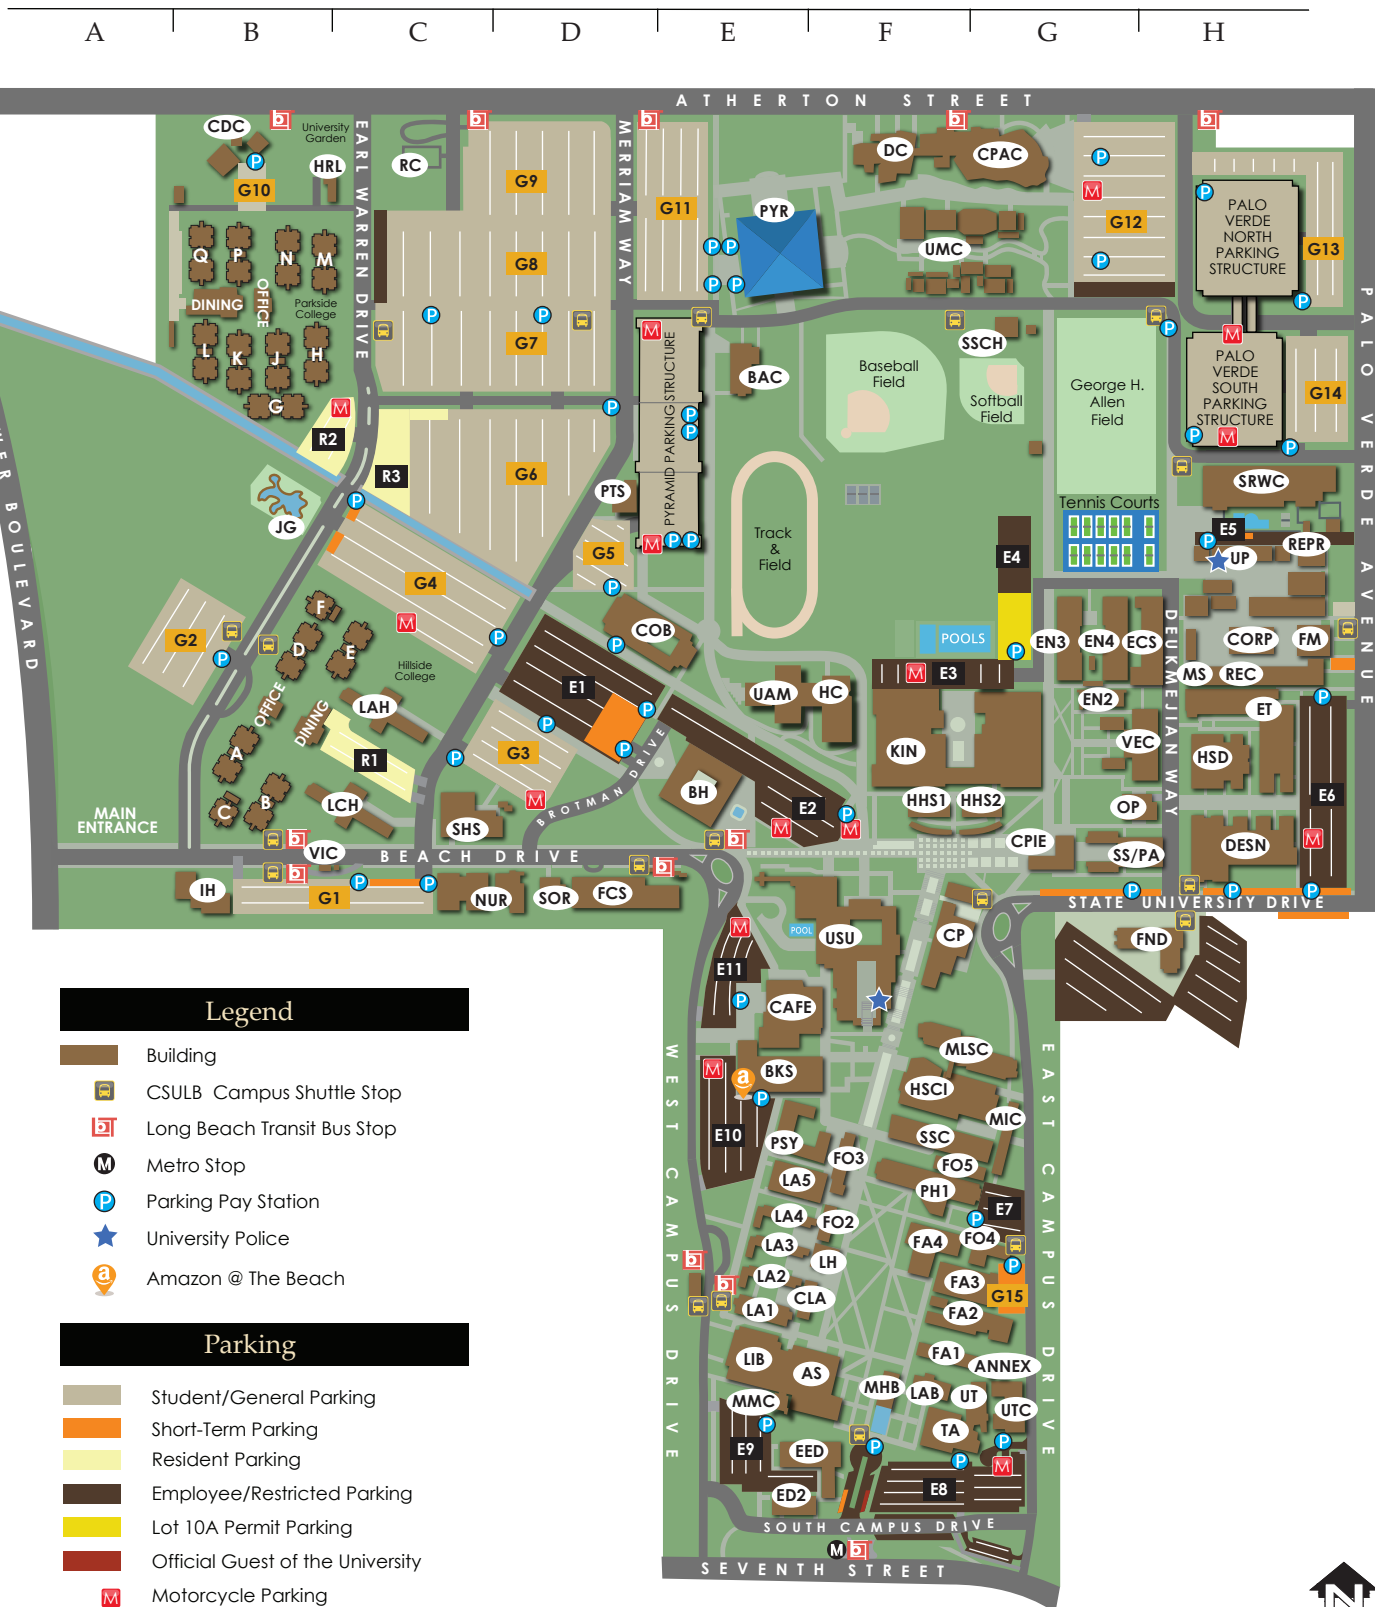 A B C D E F G H
ATHERTON STREET
CDC
University
Garden
HRL
G10
RC
G9
G11
PYR
DC
CPAC
UMC
G12
PALO
VERDE
NORTH
PARKING
STRUCTURE
G13
EARL WARREN DRIVE
MERRIAM WAY
Q P N M
DINING
OFFICE
Parkside
College
L K J H
G
G8
G7
PYRAMID PARKING STRUCTURE
BAC
Baseball
Field
SSCH
Softball
Field
George H.
Allen
Field
PALO
VERDE
SOUTH
PARKING
STRUCTURE
G14
PALO VERDE AVENUE
R2
R3
G6
PTS
JG
G5
G4
Track
&
Field
Tennis Courts
SRWC
E5
REPR
UP
E4
G2
F
D
E
Hillside
College
COB
POOLS
EN3
EN4
ECS
DEUKMEJIAN WAY
CORP
FM
MS
REC
BOULEVARD
OFFICE
DINING
LAH
E1
UAM
HC
E3
EN2
ET
A
R1
G3
BROTMAN DRIVE
BH
KIN
VEC
HSD
B
C
LCH
SHS
E2
HHS1
HHS2
OP
E6
MAIN
ENTRANCE
VIC
BEACH DRIVE
CPIE
SS/PA
DESN
IH
G1
NUR
SOR
FCS
STATE UNIVERSITY DRIVE
POOL
USU
CP
FND
E11
CAFE
Legend
Building
CSULB Campus Shuttle Stop
Long Beach Transit Bus Stop
M
Metro Stop
P
Parking Pay Station
University Police
a
Amazon @ The Beach
WEST CAMPUS DRIVE
EAST CAMPUS DRIVE
BKS
MLSC
HSCI
MIC
E10
PSY
FO3
SSC
FO5
LA5
PH1
E7
LA4
FO2
FA4
FO4
LA3
LH
LA2
CLA
FA3
G15
LA1
FA2
LIB
AS
FA1
ANNEX
MMC
MHB
LAB
UT
UTC
E9
EED
TA
ED2
E8
SOUTH CAMPUS DRIVE
M
SEVENTH STREET
Parking
Student/General Parking
Short-Term Parking
Resident Parking
Employee/Restricted Parking
Lot 10A Permit Parking
Official Guest of the University
M
Motorcycle Parking
N